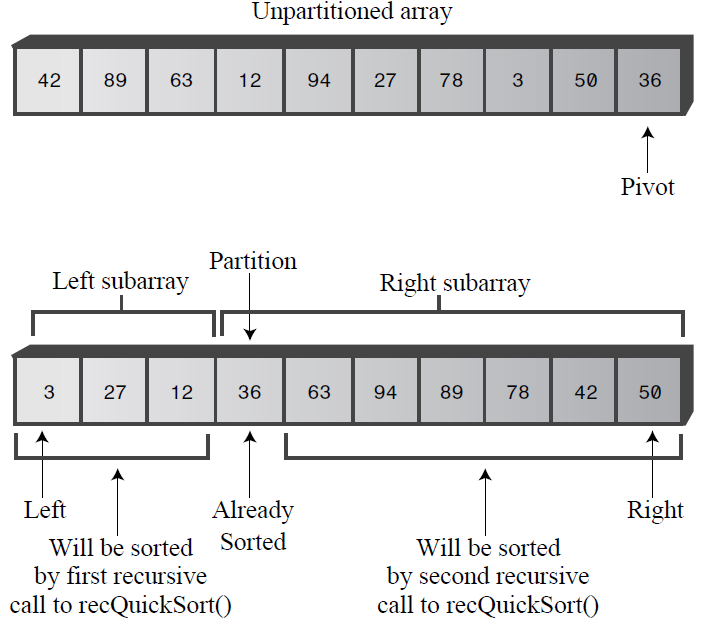 Unpartitioned array
42 89 63 12 94 27 78 3 50 36
Pivot
Partition
Left subarray
Right subarray
3 27 12 36 63 94 89 78 42 50
Left
Already
Sorted
Right
Will be sorted
by first recursive
call to recQuickSort()
Will be sorted
by second recursive
call to recQuickSort()